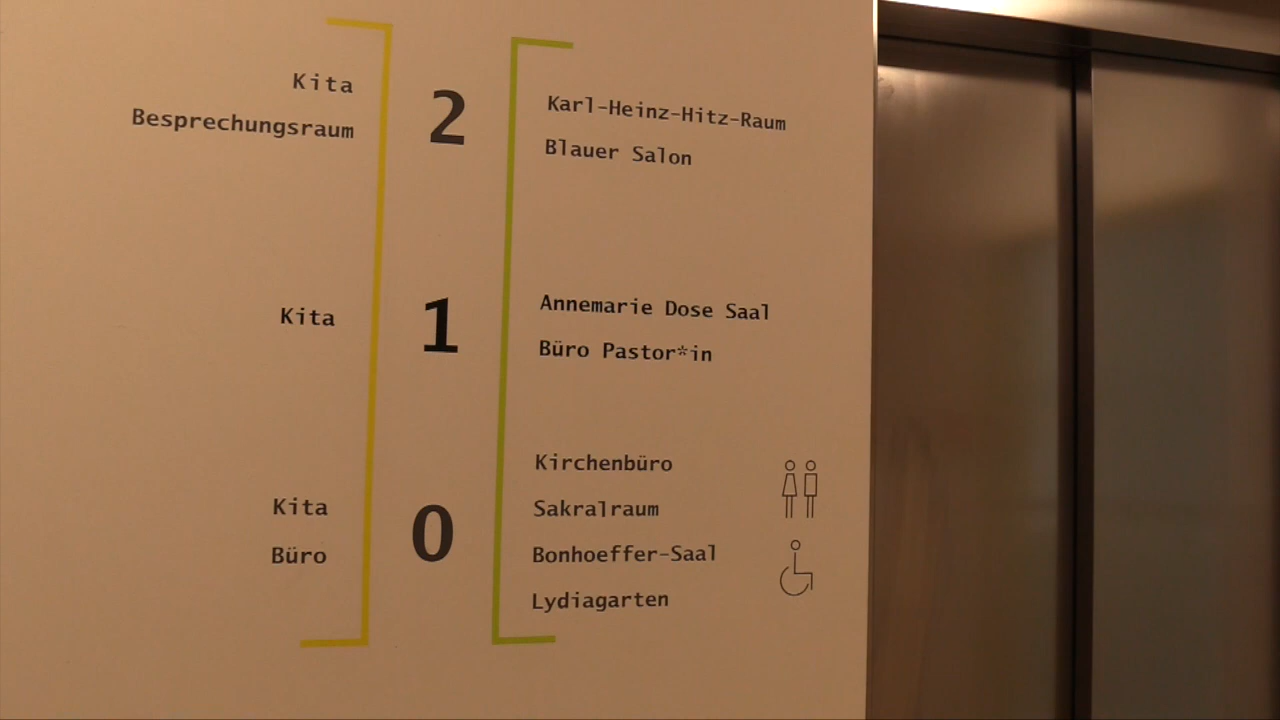 Kita
Besprechungsraum
2
Karl-Heinz-Hitz-Raum
Blauer Salon
Kita
1
Annemarie Dose Saal
Büro Pastor*in
Kita
Büro
0
Kirchenbüro
Sakralraum
Bonhoeffer-Saal
Lydiagarten